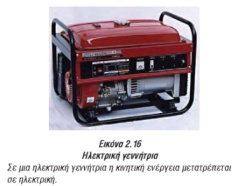 Εικόνα 2.16
Ηλεκτρική γεννήτρια
Σε μια ηλεκτρική γεννήτρια η κινητική ενέργεια μετατρέπεται
σε ηλεκτρική.